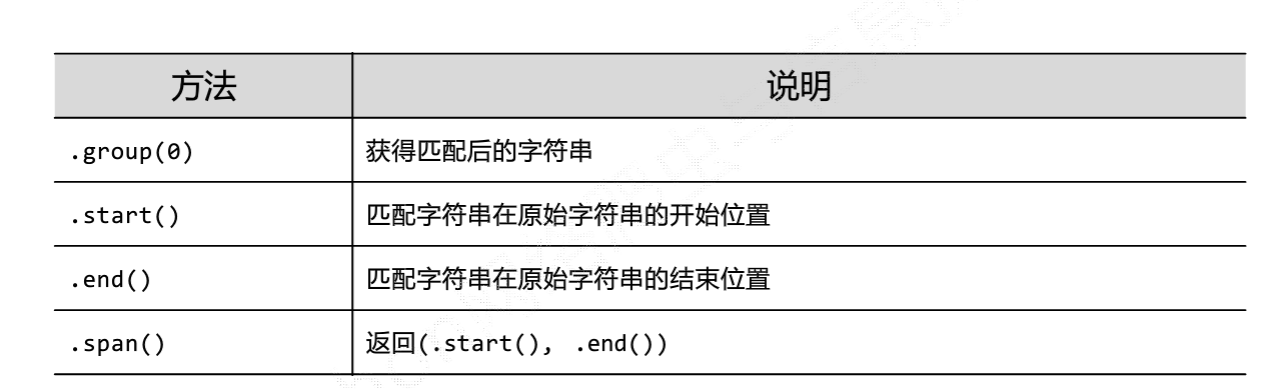 方法 说明
.group(0) 获得匹配后的字符串
.start() 匹配字符串在原始字符串的开始位置
.end() 匹配字符串在原始字符串的结束位置
.span() 返回(.start(), .end())